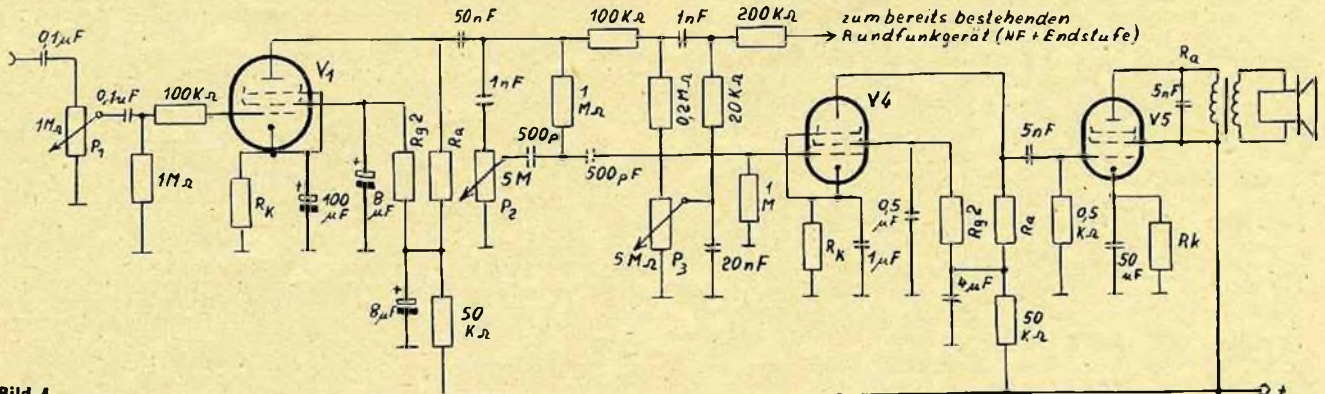 0,1µF
1MΩ
P1
0,1µF
1MΩ
100KΩ
V1
RK
+
100
µF
+
8
µF
Rg2
Ra
+
8µF
50
KΩ
50nF
1nF
5M
P2
500p
1
MΩ
500pF
100KΩ
1nF
200KΩ
zum bereits bestehenden
Rundfunkgerät (NF + Endstufe)
0,2MΩ
20KΩ
5MΩ
P3
20nF
1
M
V4
RK
1µF
0,5
µF
Rg2
Ra
4µF
50
KΩ
5nF
0,5
KΩ
V5
50
µF
Rk
Ra
5nF
+
Bild 4